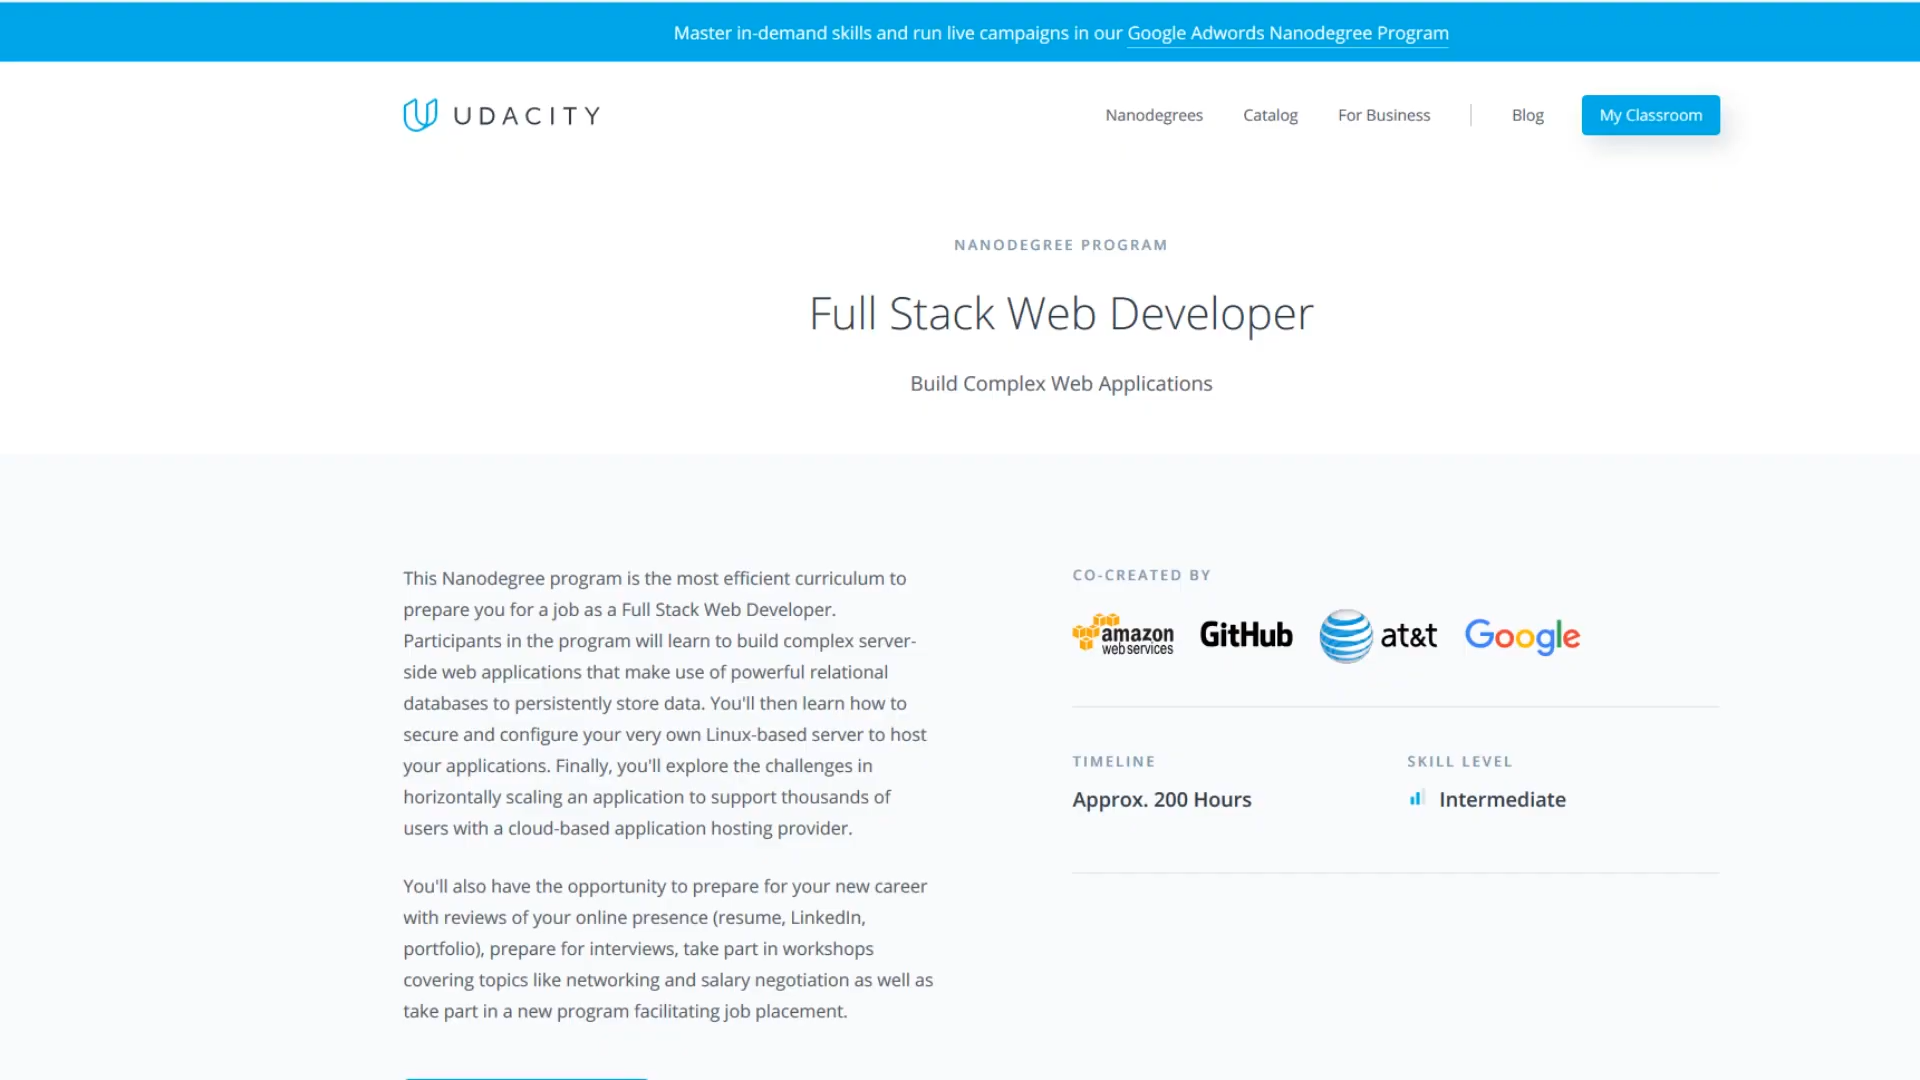 Master in-demand skills and run live campaigns in our Google Adwords Nanodegree Program
UDACITY
Nanodegrees Catalog For Business Blog My Classroom
NANODEGREE PROGRAM
Full Stack Web Developer
Build Complex Web Applications
This Nanodegree program is the most efficient curriculum to
prepare you for a job as a Full Stack Web Developer.
Participants in the program will learn to build complex server-
side web applications that make use of powerful relational
databases to persistently store data. You'll then learn how to
secure and configure your very own Linux-based server to host
your applications. Finally, you'll explore the challenges in
horizontally scaling an application to support thousands of
users with a cloud-based application hosting provider.
You'll also have the opportunity to prepare for your new career
with reviews of your online presence (resume, LinkedIn,
portfolio), prepare for interviews, take part in workshops
covering topics like networking and salary negotiation as well as
take part in a new program facilitating job placement.
CO-CREATED BY
amazon
web services
GitHub
at&t
Google
TIMELINE
Approx. 200 Hours
SKILL LEVEL
Intermediate